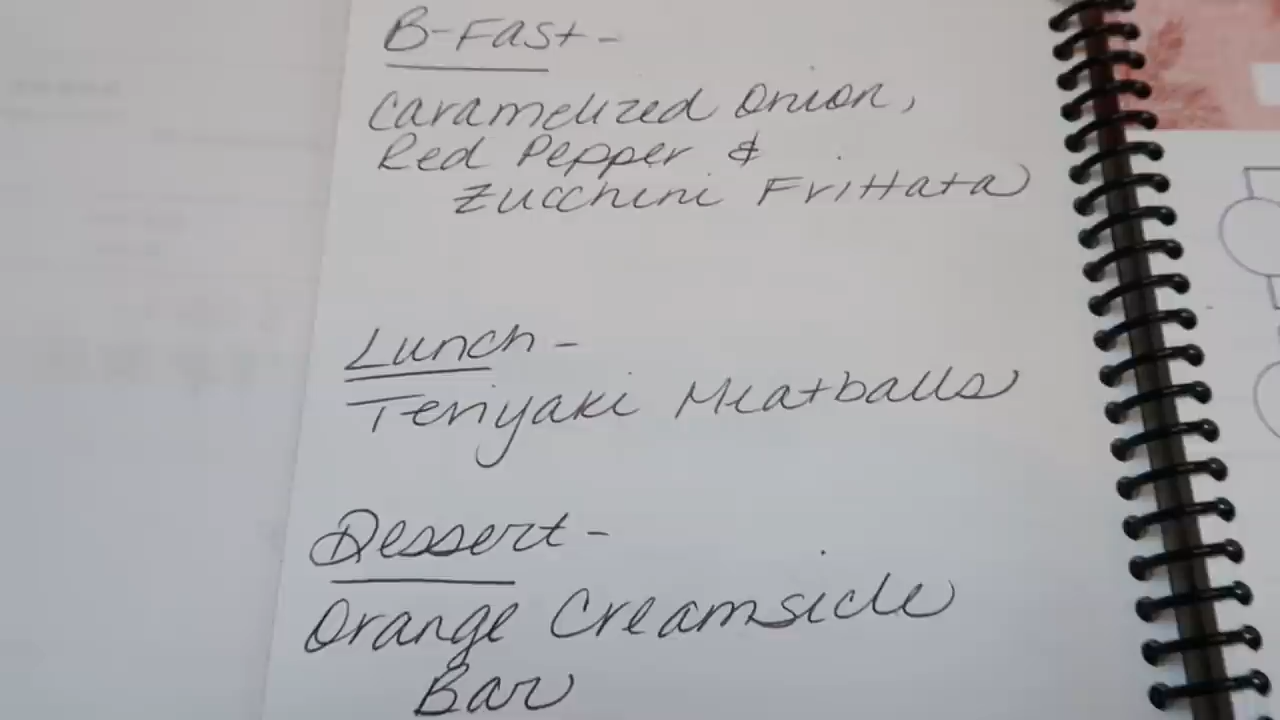 B-Fast-
Caramelized Onion,
Red Pepper &
Zucchini Frittata
Lunch-
Teriyaki Meatballs
Dessert-
Orange Creamsicle
Bar